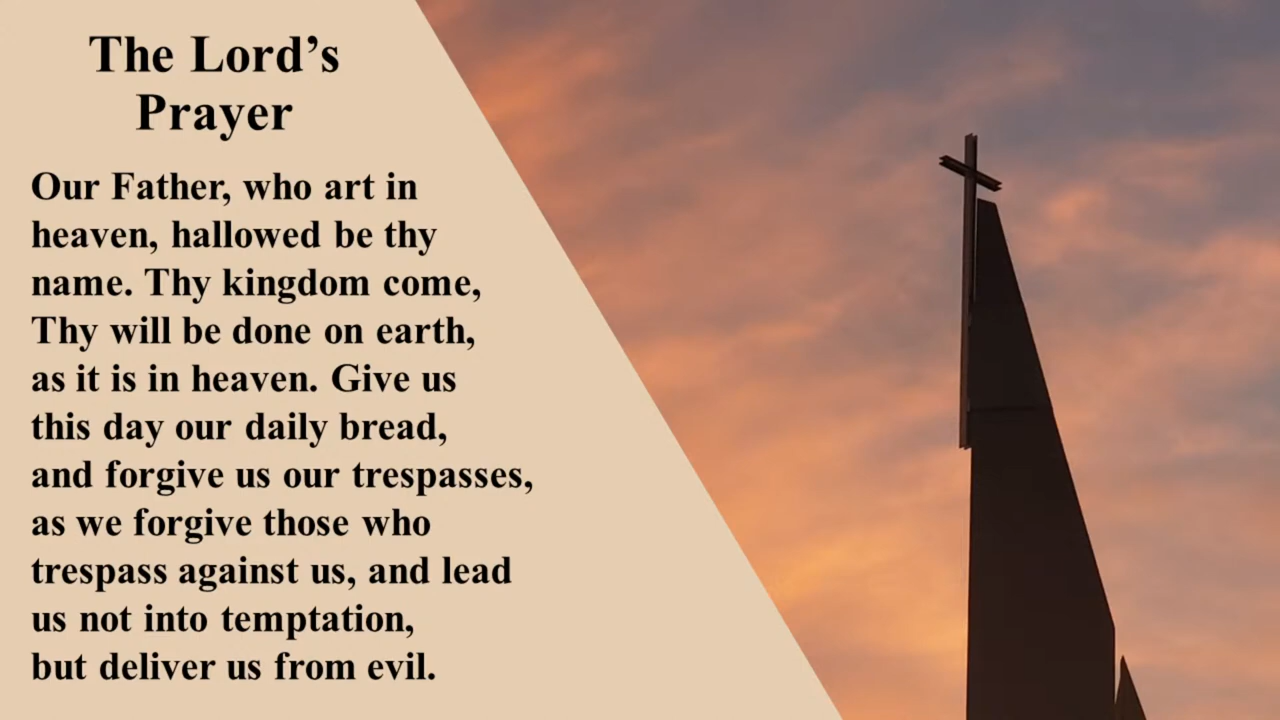 The Lord’s
Prayer
Our Father, who art in
heaven, hallowed be thy
name. Thy kingdom come,
Thy will be done on earth,
as it is in heaven. Give us
this day our daily bread,
and forgive us our trespasses,
as we forgive those who
trespass against us, and lead
us not into temptation,
but deliver us from evil.